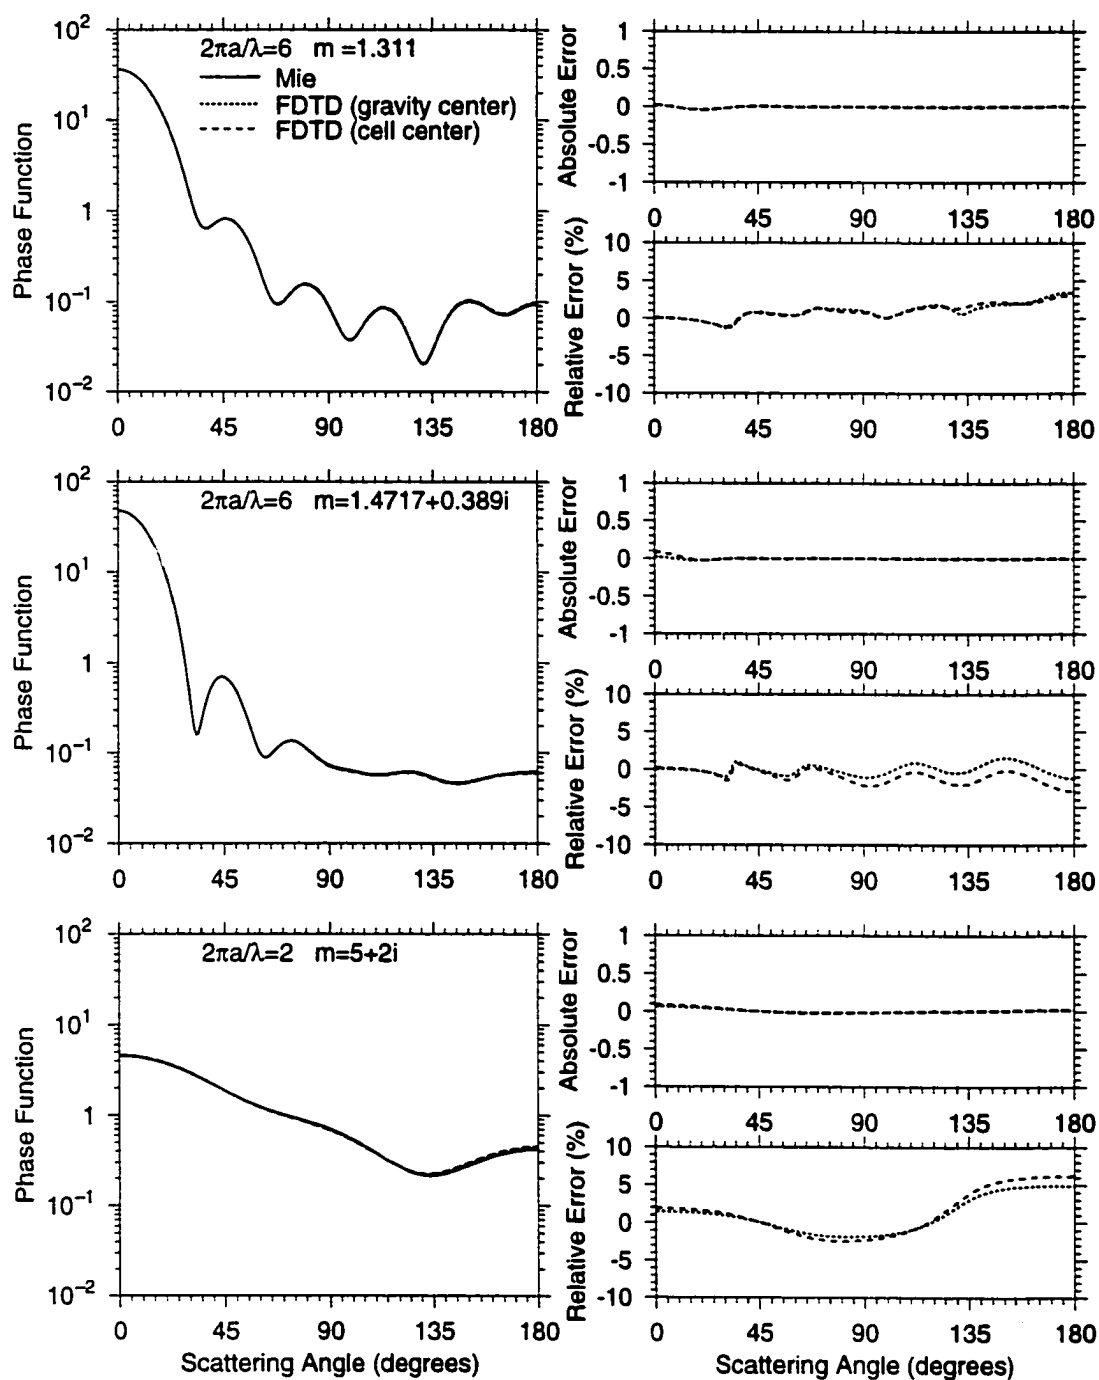 2πa/λ=6 m =1.311
Mie
FDTD (gravity center)
FDTD (cell center)
Phase Function
10²
10¹
1
10⁻¹
10⁻²
0 45 90 135 180
Absolute Error
1
0.5
0
-0.5
-1
0 45 90 135 180
Relative Error (%)
10
5
0
-5
-10
0 45 90 135 180
2πa/λ=6 m=1.4717+0.389i
Phase Function
10²
10¹
1
10⁻¹
10⁻²
0 45 90 135 180
Absolute Error
1
0.5
0
-0.5
-1
0 45 90 135 180
Relative Error (%)
10
5
0
-5
-10
0 45 90 135 180
2πa/λ=2 m=5+2i
Phase Function
10²
10¹
1
10⁻¹
10⁻²
0 45 90 135 180
Scattering Angle (degrees)
Absolute Error
1
0.5
0
-0.5
-1
0 45 90 135 180
Relative Error (%)
10
5
0
-5
-10
0 45 90 135 180
Scattering Angle (degrees)